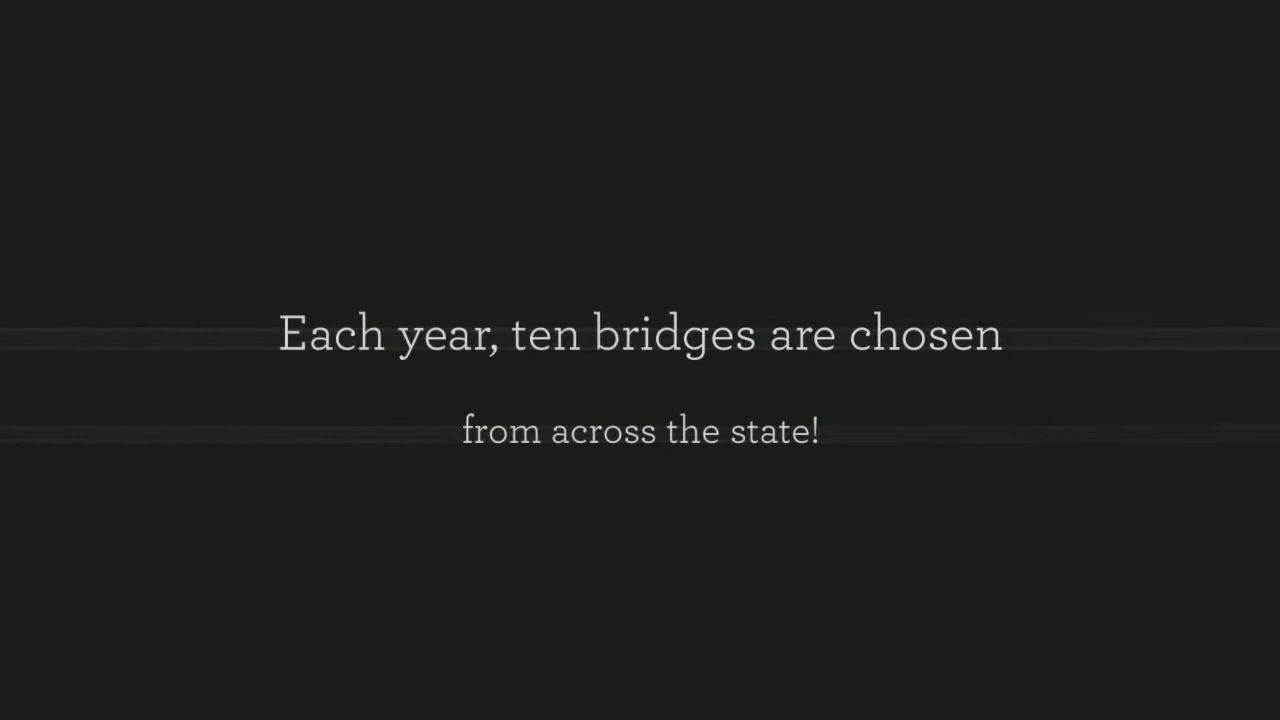 Each year, ten bridges are chosen
from across the state!